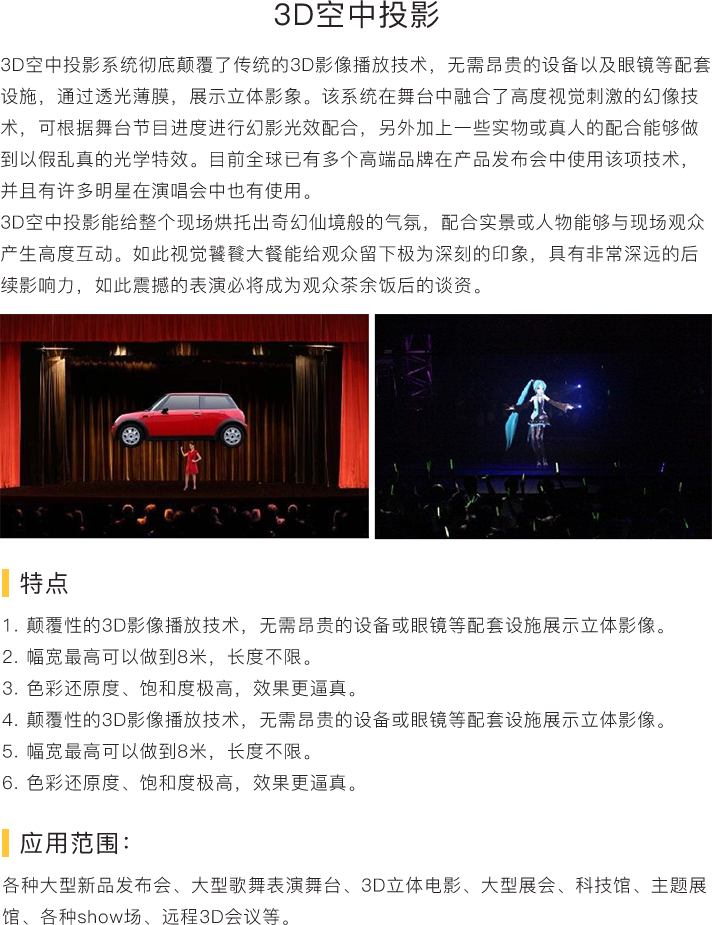 3D空中投影
3D空中投影系统彻底颠覆了传统的3D影像播放技术，无需昂贵的设备以及眼镜等配套
设施，通过透光薄膜，展示立体影象。该系统在舞台中融合了高度视觉刺激的幻像技
术，可根据舞台节目进度进行幻影光效配合，另外加上一些实物或真人的配合能够做
到以假乱真的光学特效。目前全球已有多个高端品牌在产品发布会中使用该项技术，
并且有许多明星在演唱会中也有使用。
3D空中投影能给整个现场烘托出奇幻仙境般的气氛，配合实景或人物能够与现场观众
产生高度互动。如此视觉饕餮大餐能给观众留下极为深刻的印象，具有非常深远的后
续影响力，如此震撼的表演必将成为观众茶余饭后的谈资。
特点
1. 颠覆性的3D影像播放技术，无需昂贵的设备或眼镜等配套设施展示立体影像。
2. 幅宽最高可以做到8米，长度不限。
3. 色彩还原度、饱和度极高，效果更逼真。
4. 颠覆性的3D影像播放技术，无需昂贵的设备或眼镜等配套设施展示立体影像。
5. 幅宽最高可以做到8米，长度不限。
6. 色彩还原度、饱和度极高，效果更逼真。
应用范围：
各种大型新品发布会、大型歌舞表演舞台、3D立体电影、大型展会、科技馆、主题展
馆、各种show场、远程3D会议等。